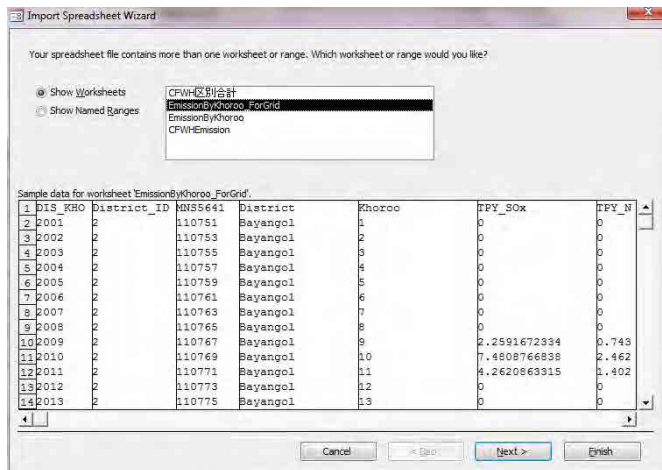 Import Spreadsheet Wizard
Your spreadsheet file contains more than one worksheet or range. Which worksheet or range would you like?
Show Worksheets
Show Named Ranges
CFWH区別合計
EmissionByKhoroo_ForGrid
EmissionByKhoroo
CFWHEmission
Sample data for worksheet 'EmissionByKhoroo_ForGrid'.
1 DIS_KHO District_ID MNS5641 District Khoroo TPY_SOx TPY_N
2 2001 2 110751 Bayangol 1 0 0
3 2002 2 110753 Bayangol 2 0 0
4 2003 2 110755 Bayangol 3 0 0
5 2004 2 110757 Bayangol 4 0 0
6 2005 2 110759 Bayangol 5 0 0
7 2006 2 110761 Bayangol 6 0 0
8 2007 2 110763 Bayangol 7 0 0
9 2008 2 110765 Bayangol 8 0 0
10 2009 2 110767 Bayangol 9 2.2591672334 0.743
11 2010 2 110769 Bayangol 10 7.4808766838 2.462
12 2011 2 110771 Bayangol 11 4.2620863315 1.402
13 2012 2 110773 Bayangol 12 0 0
14 2013 2 110775 Bayangol 13 0 0
Cancel < Back Next > Finish